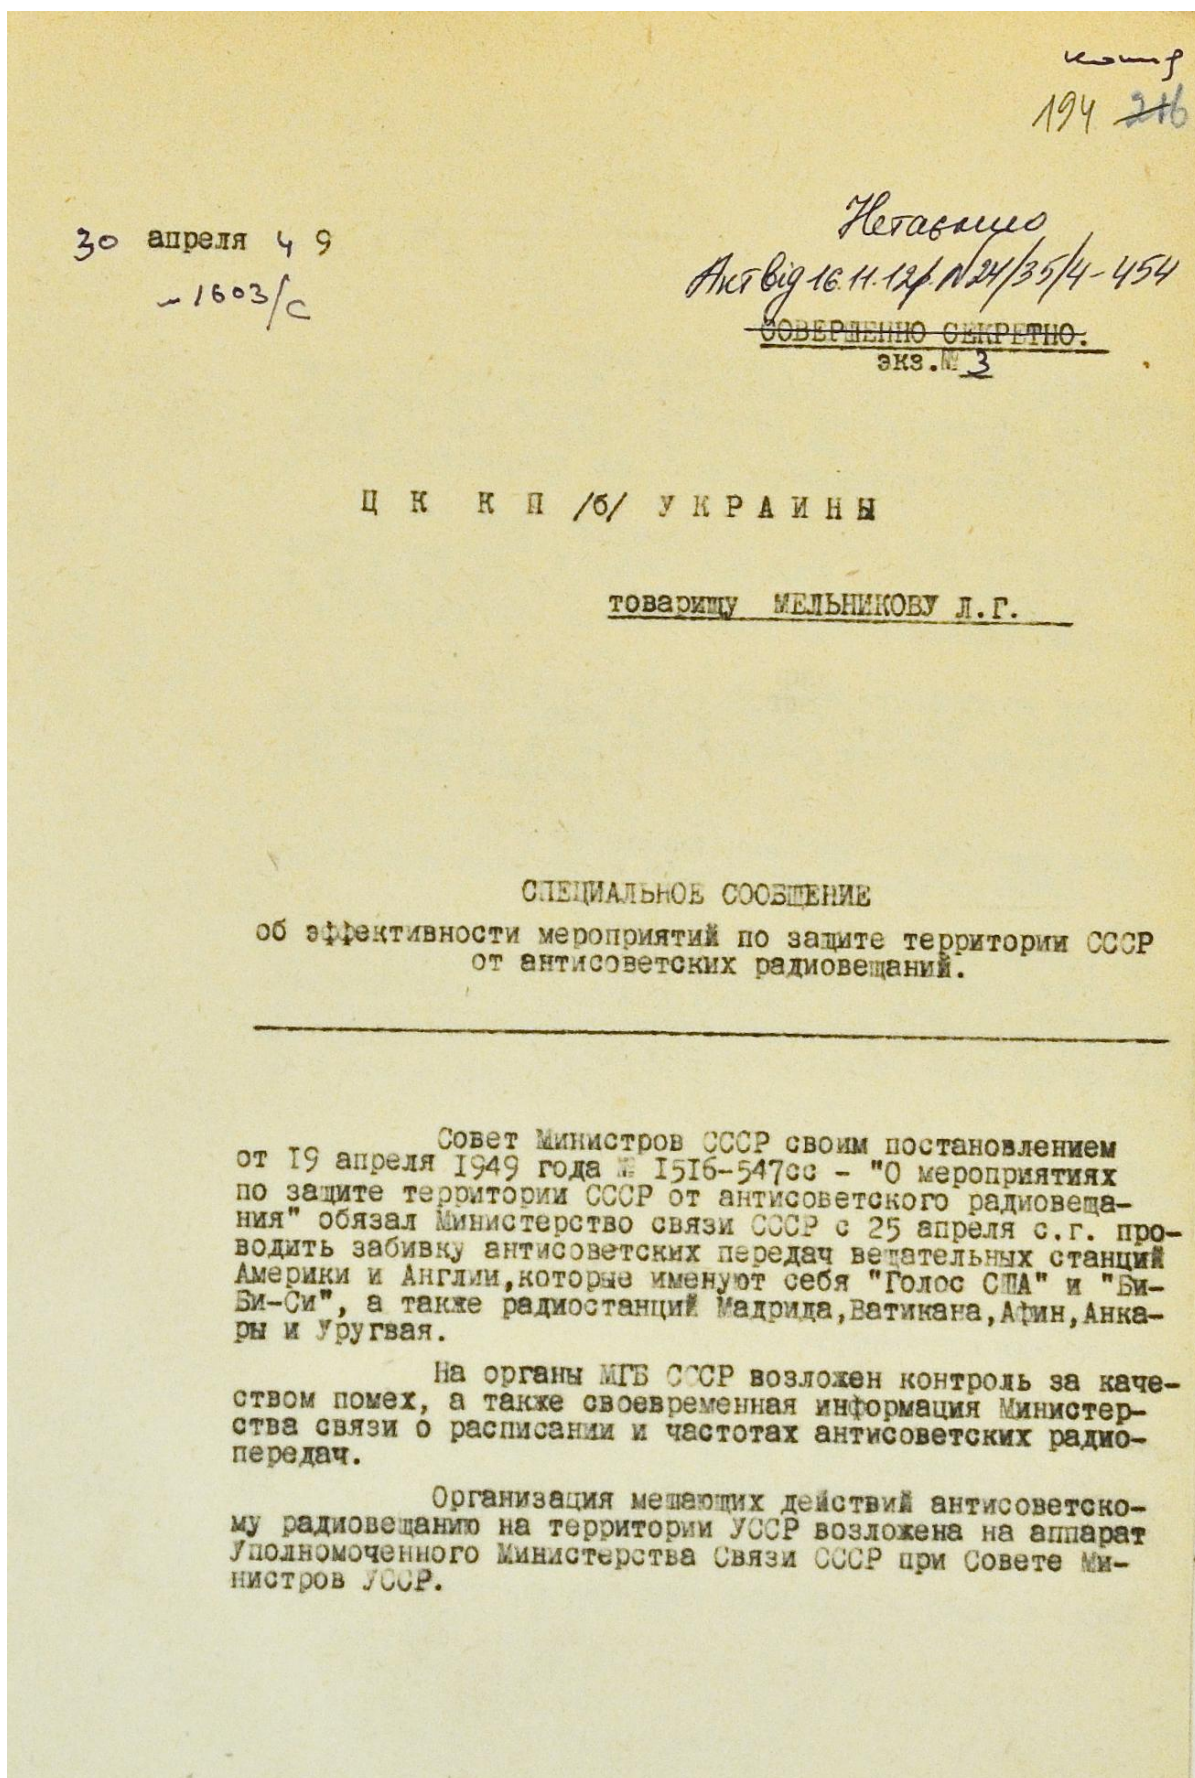 копія
194 216
Нетаємно
30 апреля 4 9
Акт від 16.11.12р. №24/35/4-454
-1603/с
СОВЕРШЕННО СЕКРЕТНО.
экз.№ 3
Ц К К П /б/ У К Р А И Н Ы
товарищу МЕЛЬНИКОВУ Л.Г.
СПЕЦИАЛЬНОЕ СООБЩЕНИЕ
об эффективности мероприятий по защите территории СССР
от антисоветских радиовещаний.
Совет Министров СССР своим постановлением
от 19 апреля 1949 года № 1516-547сс - "О мероприятиях
по защите территории СССР от антисоветского радиовеща-
ния" обязал Министерство связи СССР с 25 апреля с.г. про-
водить забивку антисоветских передач вещательных станций
Америки и Англии,которые именуют себя "Голос США" и "Би-
Би-Си", а также радиостанций Мадрида,Ватикана,Афин,Анка-
ры и Уругвая.
На органы МГБ СССР возложен контроль за каче-
ством помех, а также своевременная информация Министер-
ства связи о расписании и частотах антисоветских радио-
передач.
Организация мешающих действий антисоветско-
му радиовещанию на территории УССР возложена на аппарат
Уполномоченного Министерства Связи СССР при Совете Ми-
нистров УССР.